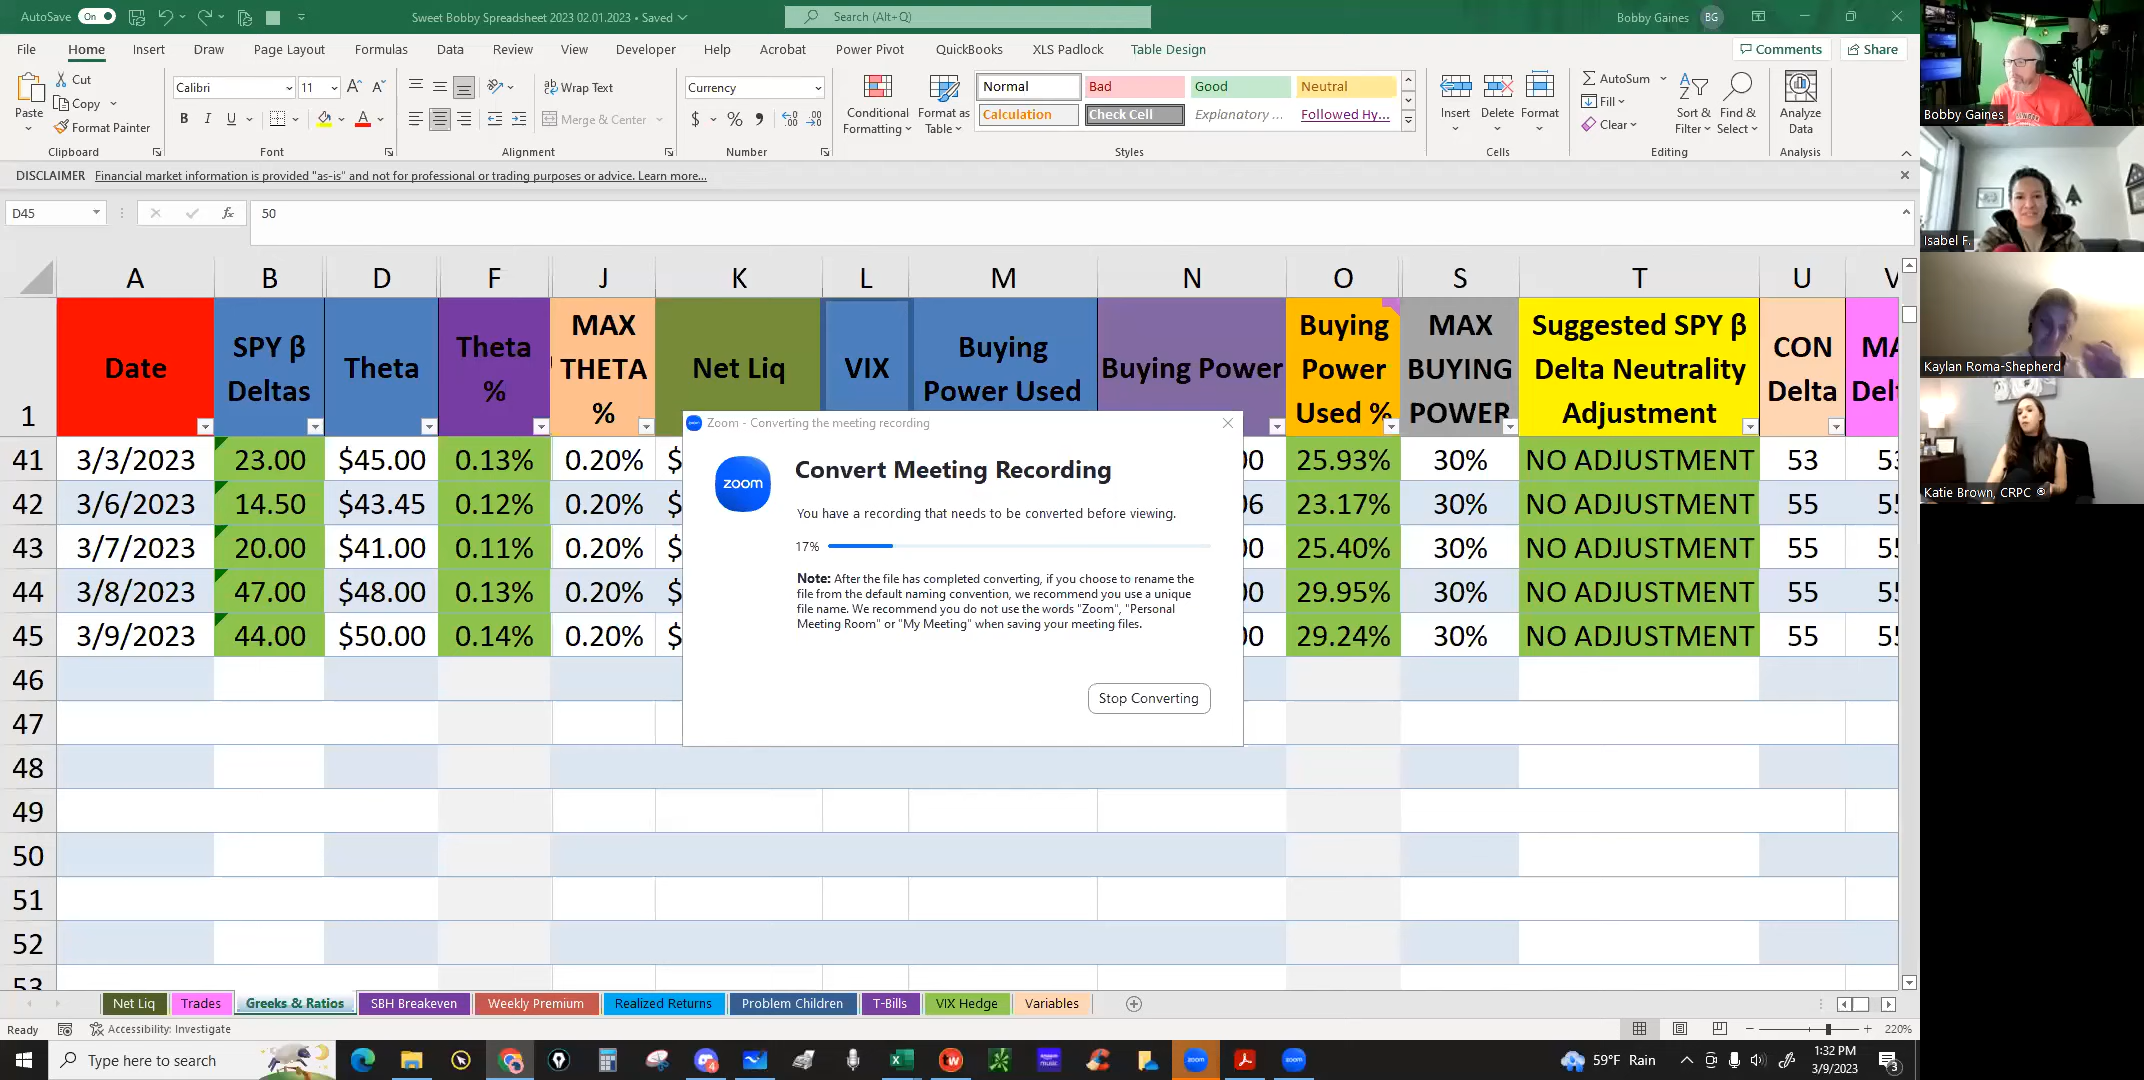 AutoSave On Sweet Bobby Spreadsheet 2023 02.01.2023 • Saved Search (Alt+Q) Bobby Gaines BG
File Home Insert Draw Page Layout Formulas Data Review View Developer Help Acrobat Power Pivot QuickBooks XLS Padlock Table Design Comments Share
Paste Cut Copy Format Painter Clipboard
Calibri 11 B I U Font
Wrap Text Merge & Center Alignment
Currency $ % Number
Conditional Formatting Format as Table Normal Bad Good Neutral
Calculation Check Cell Explanatory ... Followed Hy... Styles
Insert Delete Format Cells
AutoSum Fill Clear Sort & Filter Find & Select Editing
Analyze Data Analysis
DISCLAIMER Financial market information is provided "as-is" and not for professional or trading purposes or advice. Learn more...
D45 fx 50
A B D F J K L M N O S T U V
1 Date SPY β Deltas Theta Theta % MAX THETA % Net Liq VIX Buying Power Used Buying Power Buying Power Used % MAX BUYING POWER Suggested SPY β Delta Neutrality Adjustment CON Delta
41 3/3/2023 23.00 $45.00 0.13% 0.20% $ 00 25.93% 30% NO ADJUSTMENT 53 53
42 3/6/2023 14.50 $43.45 0.12% 0.20% $ 06 23.17% 30% NO ADJUSTMENT 55 55
43 3/7/2023 20.00 $41.00 0.11% 0.20% $ 00 25.40% 30% NO ADJUSTMENT 55 55
44 3/8/2023 47.00 $48.00 0.13% 0.20% $ 00 29.95% 30% NO ADJUSTMENT 55 55
45 3/9/2023 44.00 $50.00 0.14% 0.20% $ 00 29.24% 30% NO ADJUSTMENT 55 55
46
47
48
49
50
51
52
53
Zoom - Converting the meeting recording
zoom
Convert Meeting Recording
You have a recording that needs to be converted before viewing.
17%
Note: After the file has completed converting, if you choose to rename the
file from the default naming convention, we recommend you use a unique
file name. We recommend you do not use the words "Zoom", "Personal
Meeting Room" or "My Meeting" when saving your meeting files.
Stop Converting
Net Liq Trades Greeks & Ratios SBH Breakeven Weekly Premium Realized Returns Problem Children T-Bills VIX Hedge Variables
Ready Accessibility: Investigate 220%
Type here to search 59°F Rain 1:32 PM
3/9/2023 3
Bobby Gaines
Isabel F.
Kaylan Roma-Shepherd
Katie Brown, CRPC ®